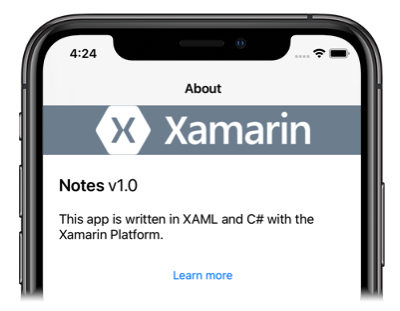 4:24
About
X Xamarin
Notes v1.0
This app is written in XAML and C# with the
Xamarin Platform.
Learn more